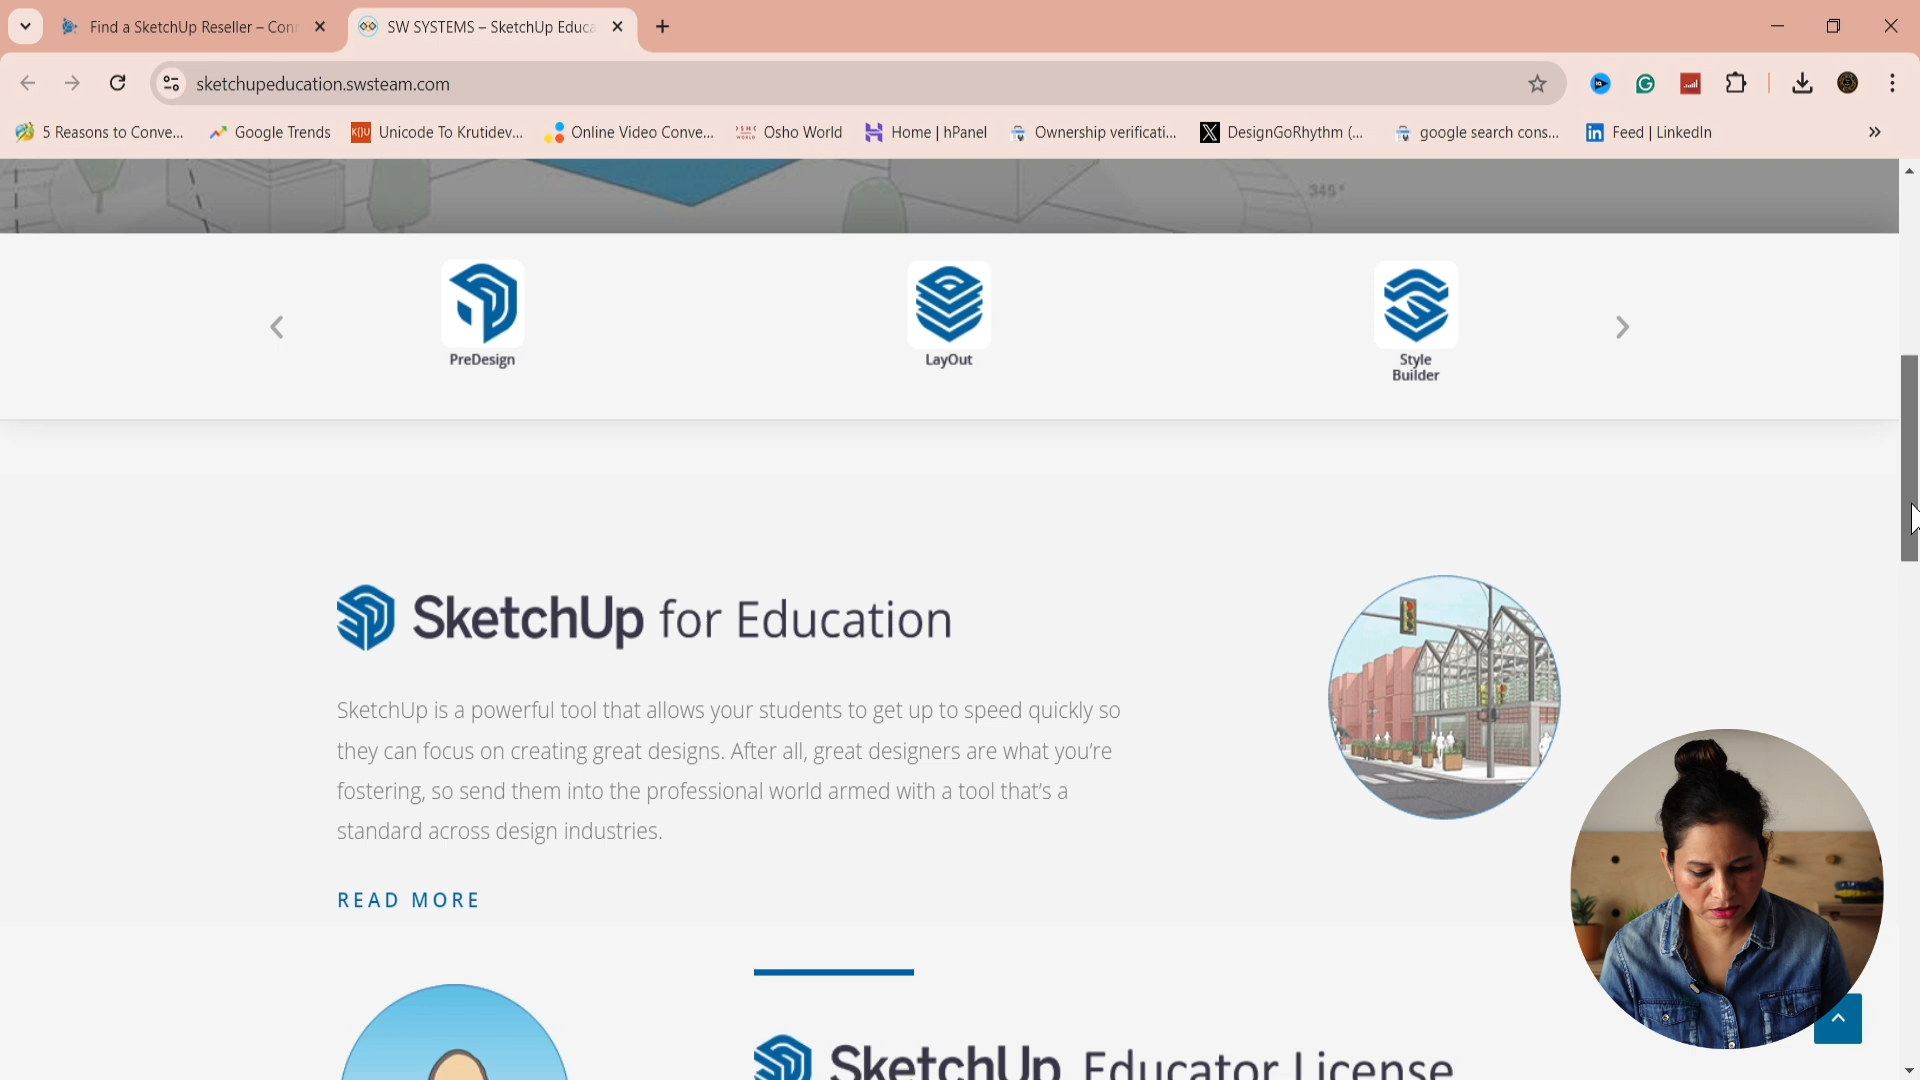 Find a SketchUp Reseller – Con
SW SYSTEMS – SketchUp Educa
sketchupeducation.swsteam.com
5 Reasons to Conve...
Google Trends
Unicode To Krutidev...
Online Video Conve...
Osho World
Home | hPanel
Ownership verificati...
DesignGoRhythm (...
google search cons...
Feed | LinkedIn
345°
PreDesign
LayOut
Style
Builder
SketchUp for Education
SketchUp is a powerful tool that allows your students to get up to speed quickly so
they can focus on creating great designs. After all, great designers are what you're
fostering, so send them into the professional world armed with a tool that's a
standard across design industries.
READ MORE
SketchUp Educator License